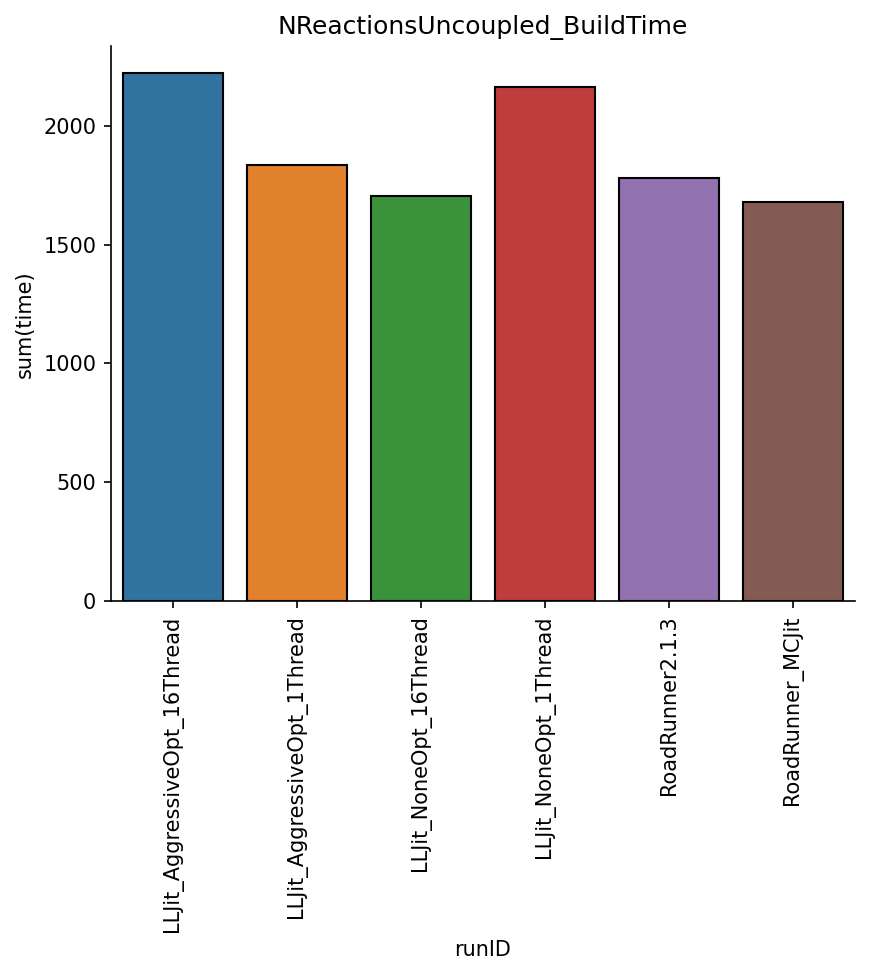 NReactionsUncoupled_BuildTime
sum(time)
2000
1500
1000
500
0
LLJit_AggressiveOpt_16Thread
LLJit_AggressiveOpt_1Thread
LLJit_NoneOpt_16Thread
LLJit_NoneOpt_1Thread
RoadRunner2.1.3
RoadRunner_MCJit
runID